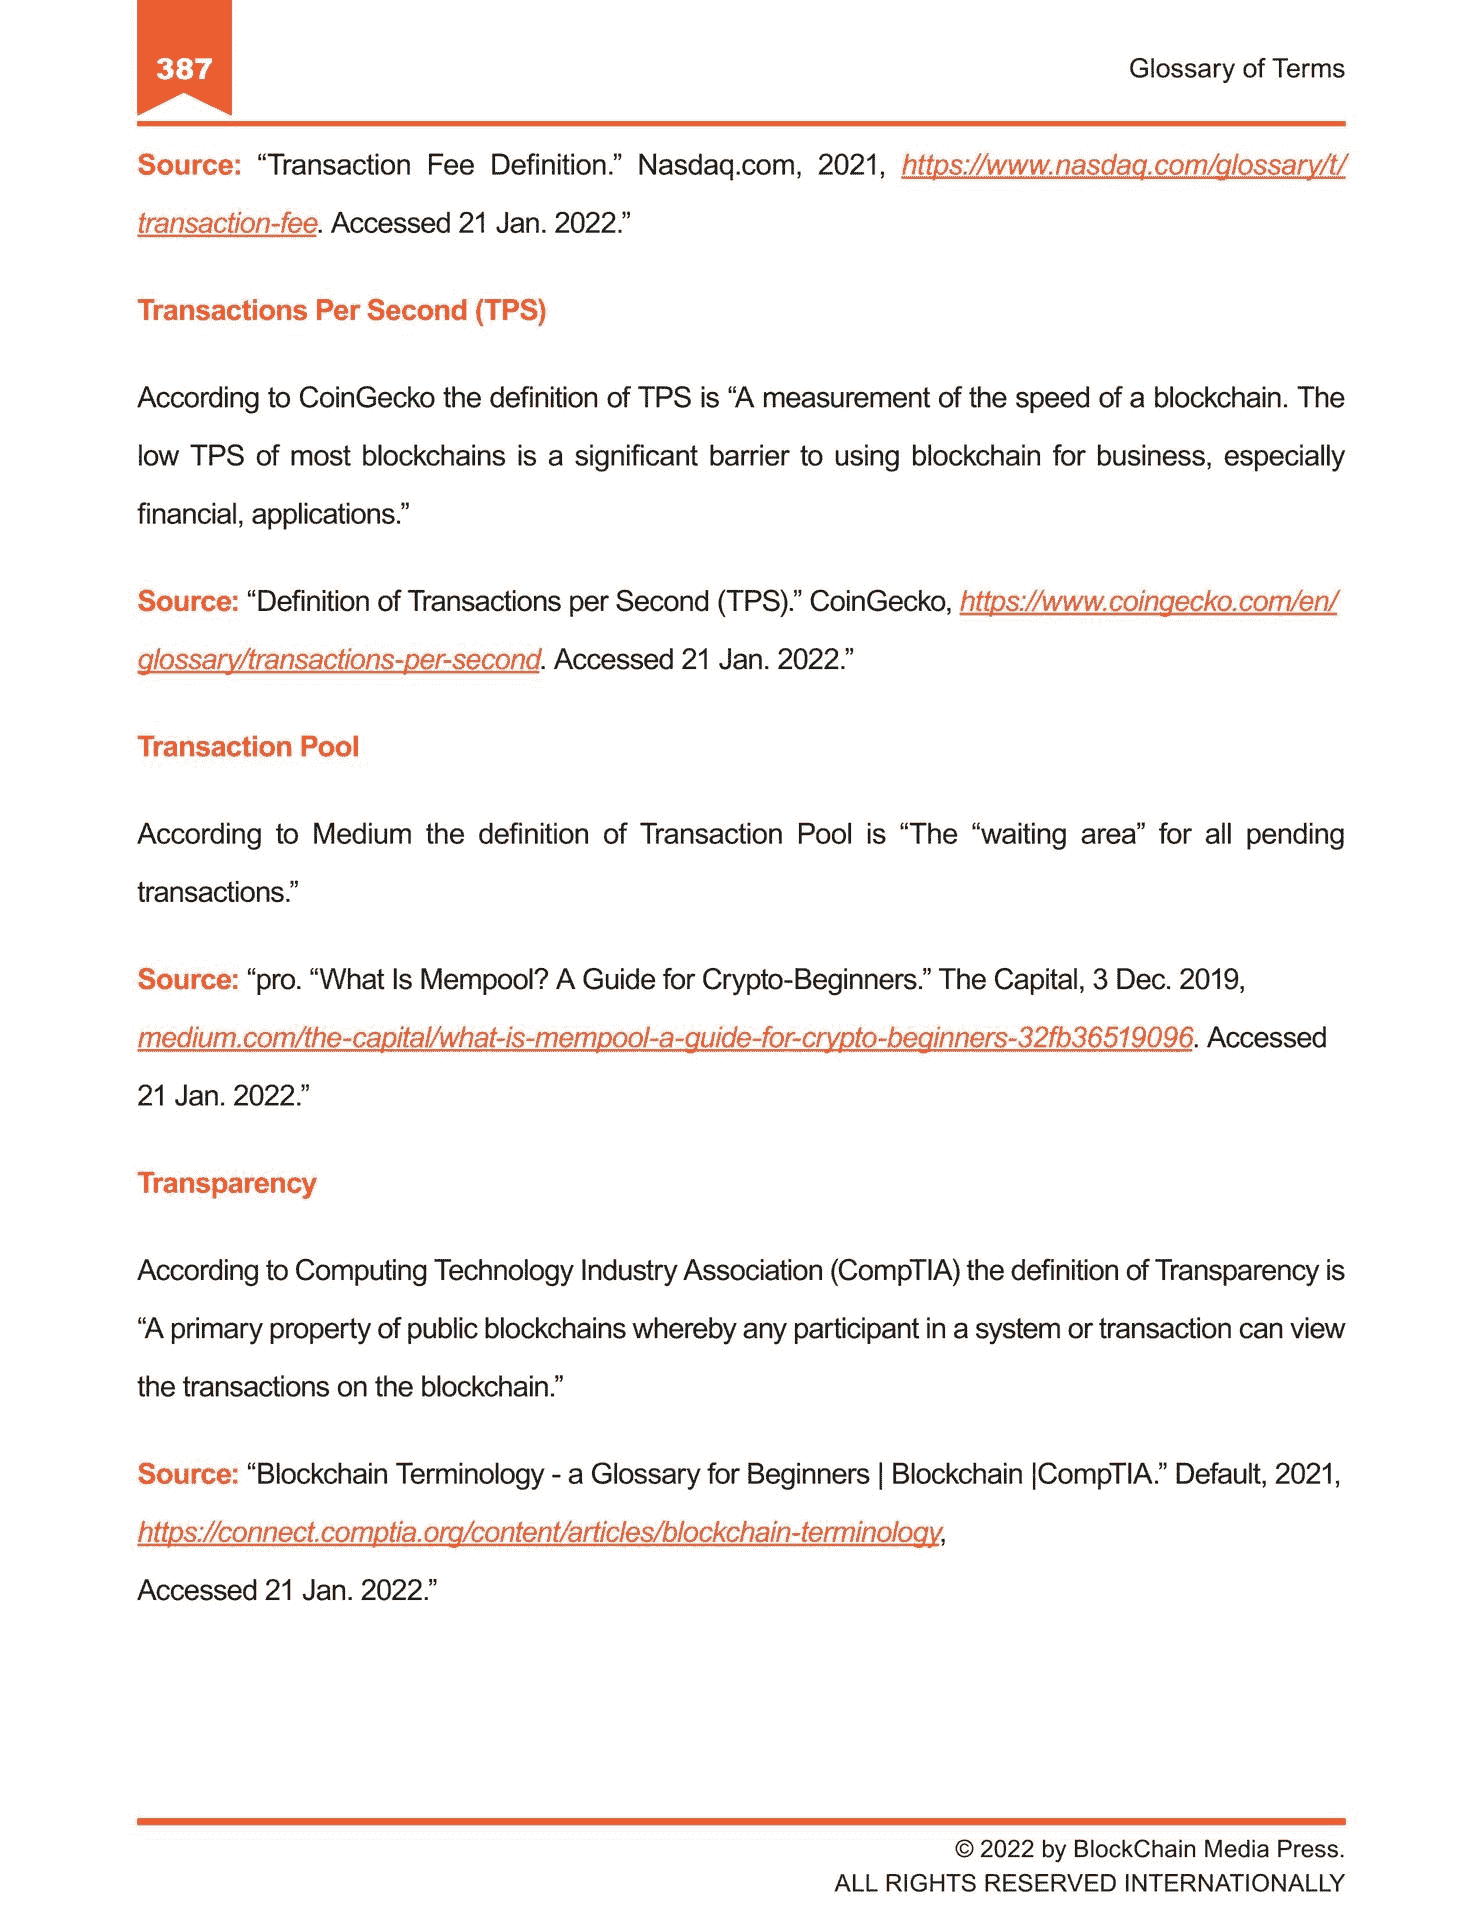 387
Glossary of Terms
Source: “Transaction Fee Definition.” Nasdaq.com, 2021, https://www.nasdaq.com/glossary/t/
transaction-fee. Accessed 21 Jan. 2022.”
Transactions Per Second (TPS)
According to CoinGecko the definition of TPS is “A measurement of the speed of a blockchain. The
low TPS of most blockchains is a significant barrier to using blockchain for business, especially
financial, applications.”
Source: “Definition of Transactions per Second (TPS).” CoinGecko, https://www.coingecko.com/en/
glossary/transactions-per-second. Accessed 21 Jan. 2022.”
Transaction Pool
According to Medium the definition of Transaction Pool is “The “waiting area” for all pending
transactions.”
Source: “pro. “What Is Mempool? A Guide for Crypto-Beginners.” The Capital, 3 Dec. 2019,
medium.com/the-capital/what-is-mempool-a-guide-for-crypto-beginners-32fb36519096. Accessed
21 Jan. 2022.”
Transparency
According to Computing Technology Industry Association (CompTIA) the definition of Transparency is
“A primary property of public blockchains whereby any participant in a system or transaction can view
the transactions on the blockchain.”
Source: “Blockchain Terminology - a Glossary for Beginners | Blockchain |CompTIA.” Default, 2021,
https://connect.comptia.org/content/articles/blockchain-terminology,
Accessed 21 Jan. 2022.”
© 2022 by BlockChain Media Press.
ALL RIGHTS RESERVED INTERNATIONALLY